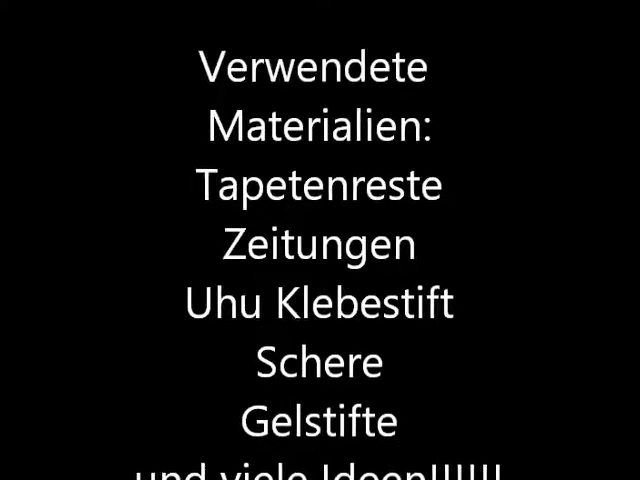 Verwendete
Materialien:
Tapetenreste
Zeitungen
Uhu Klebestift
Schere
Gelstifte
und viele Ideen!!!!!!!